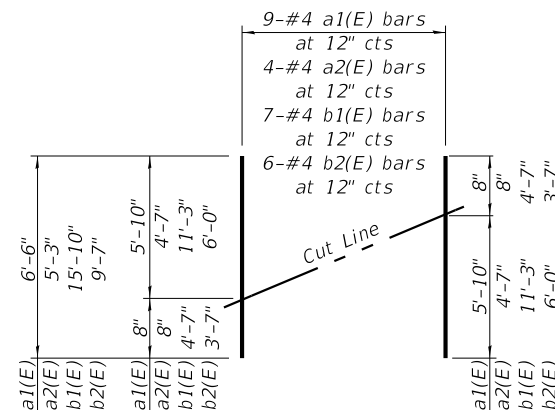 9-#4 a1(E) bars
at 12" cts
4-#4 a2(E) bars
at 12" cts
7-#4 b1(E) bars
at 12" cts
6-#4 b2(E) bars
at 12" cts
Cut Line
6'-6"
5'-3"
15'-10"
9'-7"
a1(E)
a2(E)
b1(E)
b2(E)
5'-10"
4'-7"
11'-3"
6'-0"
8"
8"
4'-7"
3'-7"
a1(E)
a2(E)
b1(E)
b2(E)
8"
8"
4'-7"
3'-7"
5'-10"
4'-7"
11'-3"
6'-0"
a1(E)
a2(E)
b1(E)
b2(E)